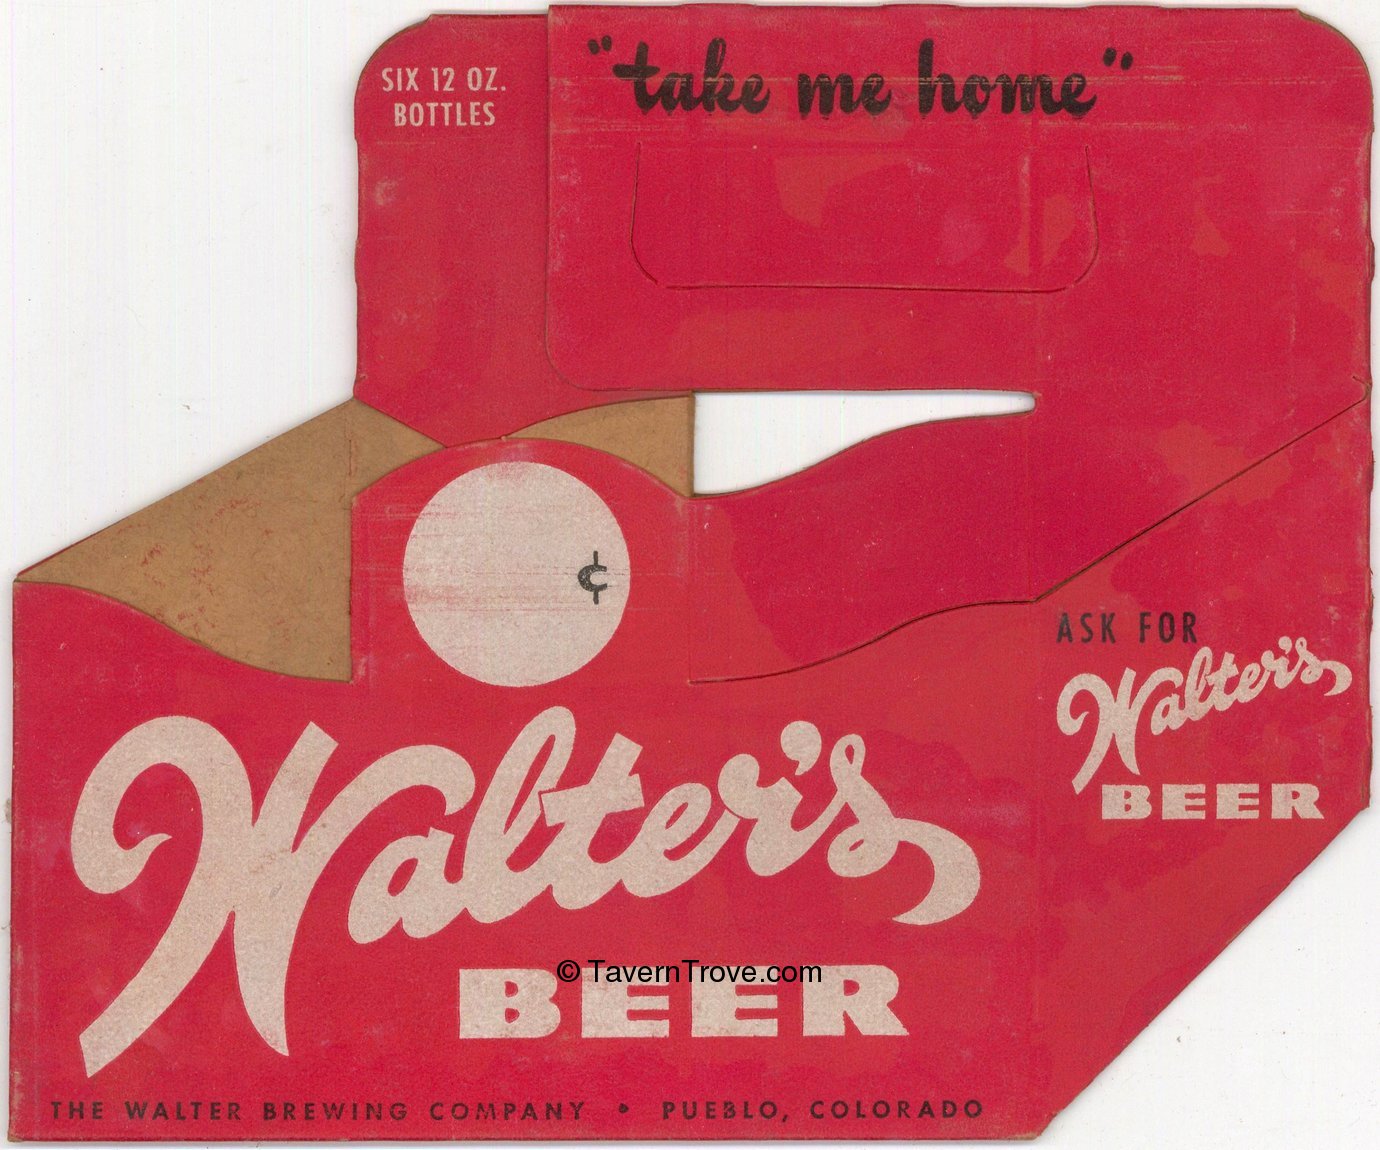 "take me home"
SIX 12 OZ.
BOTTLES
¢
ASK FOR
Walter's
BEER
Walter's
BEER
© TavernTrove.com
THE WALTER BREWING COMPANY • PUEBLO, COLORADO